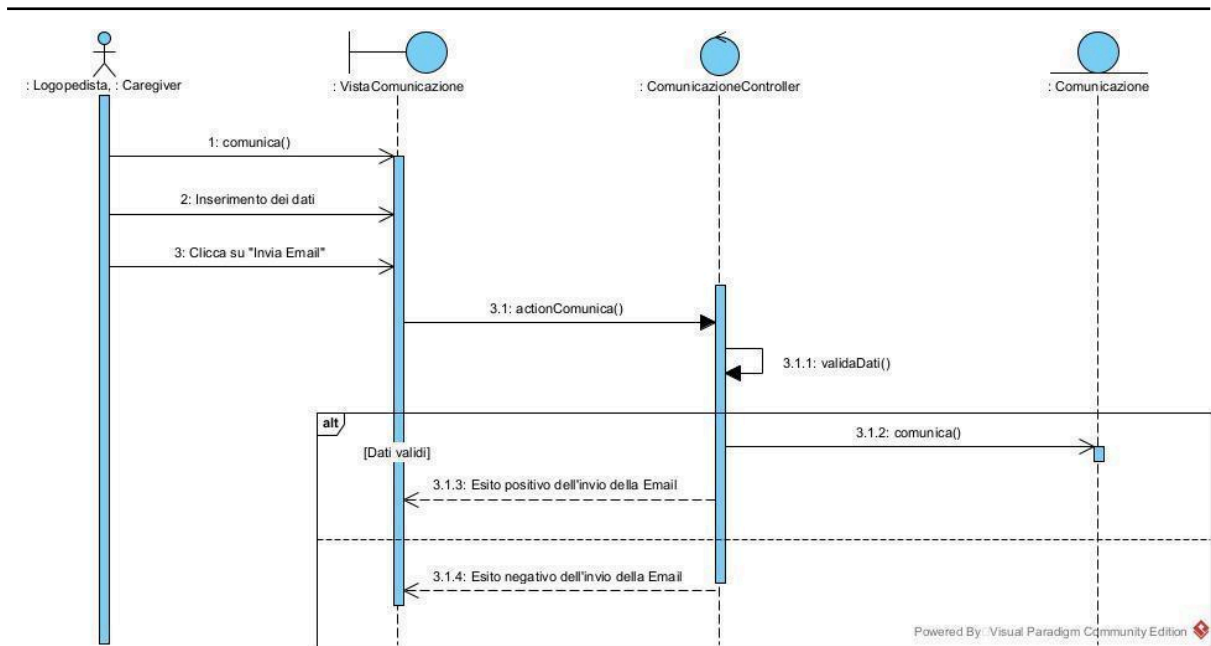 : Logopedista, : Caregiver
: VistaComunicazione
: ComunicazioneController
: Comunicazione
1: comunica()
2: Inserimento dei dati
3: Clicca su "Invia Email"
3.1: actionComunica()
3.1.1: validaDati()
alt
3.1.2: comunica()
[Dati validi]
3.1.3: Esito positivo dell'invio della Email
3.1.4: Esito negativo dell'invio della Email
Powered By Visual Paradigm Community Edition